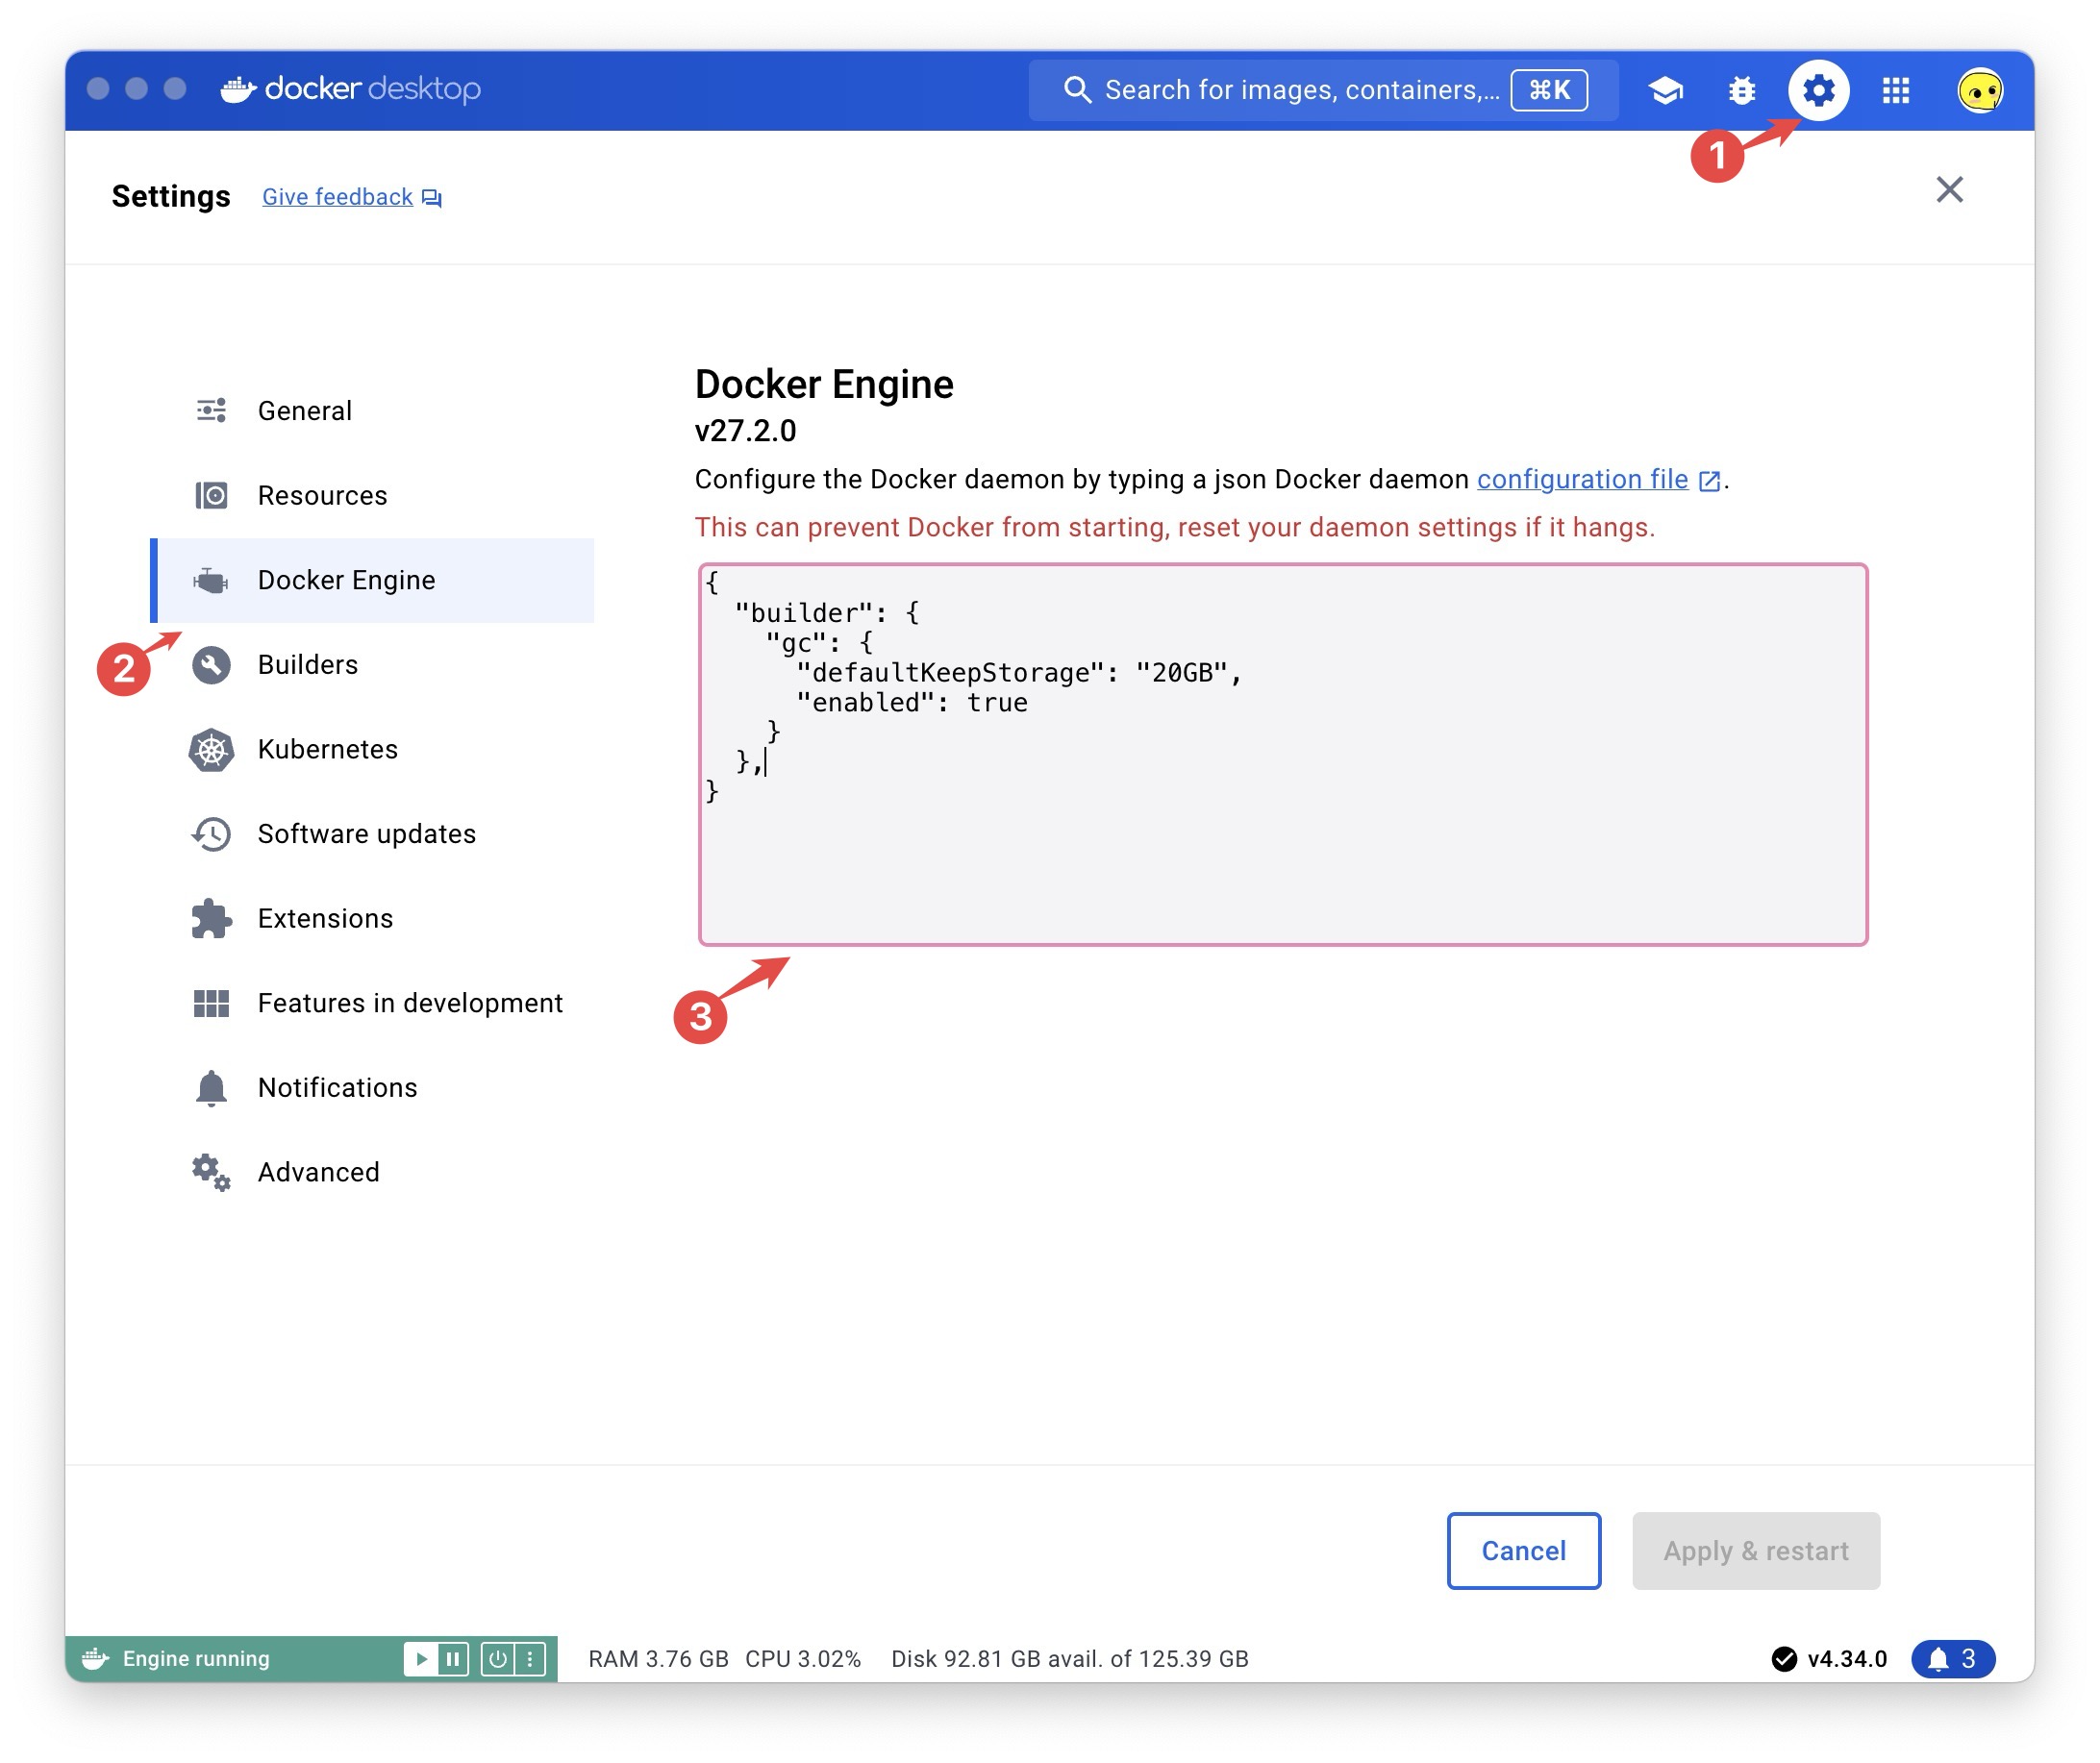 docker desktop
Search for images, containers,... ⌘K
1
Settings Give feedback
General
Resources
Docker Engine
2
Builders
Kubernetes
Software updates
Extensions
Features in development
Notifications
Advanced
Docker Engine
v27.2.0
Configure the Docker daemon by typing a json Docker daemon configuration file .
This can prevent Docker from starting, reset your daemon settings if it hangs.
{
  "builder": {
    "gc": {
      "defaultKeepStorage": "20GB",
      "enabled": true
    }
  },
}
3
Cancel Apply & restart
Engine running RAM 3.76 GB CPU 3.02% Disk 92.81 GB avail. of 125.39 GB v4.34.0 3